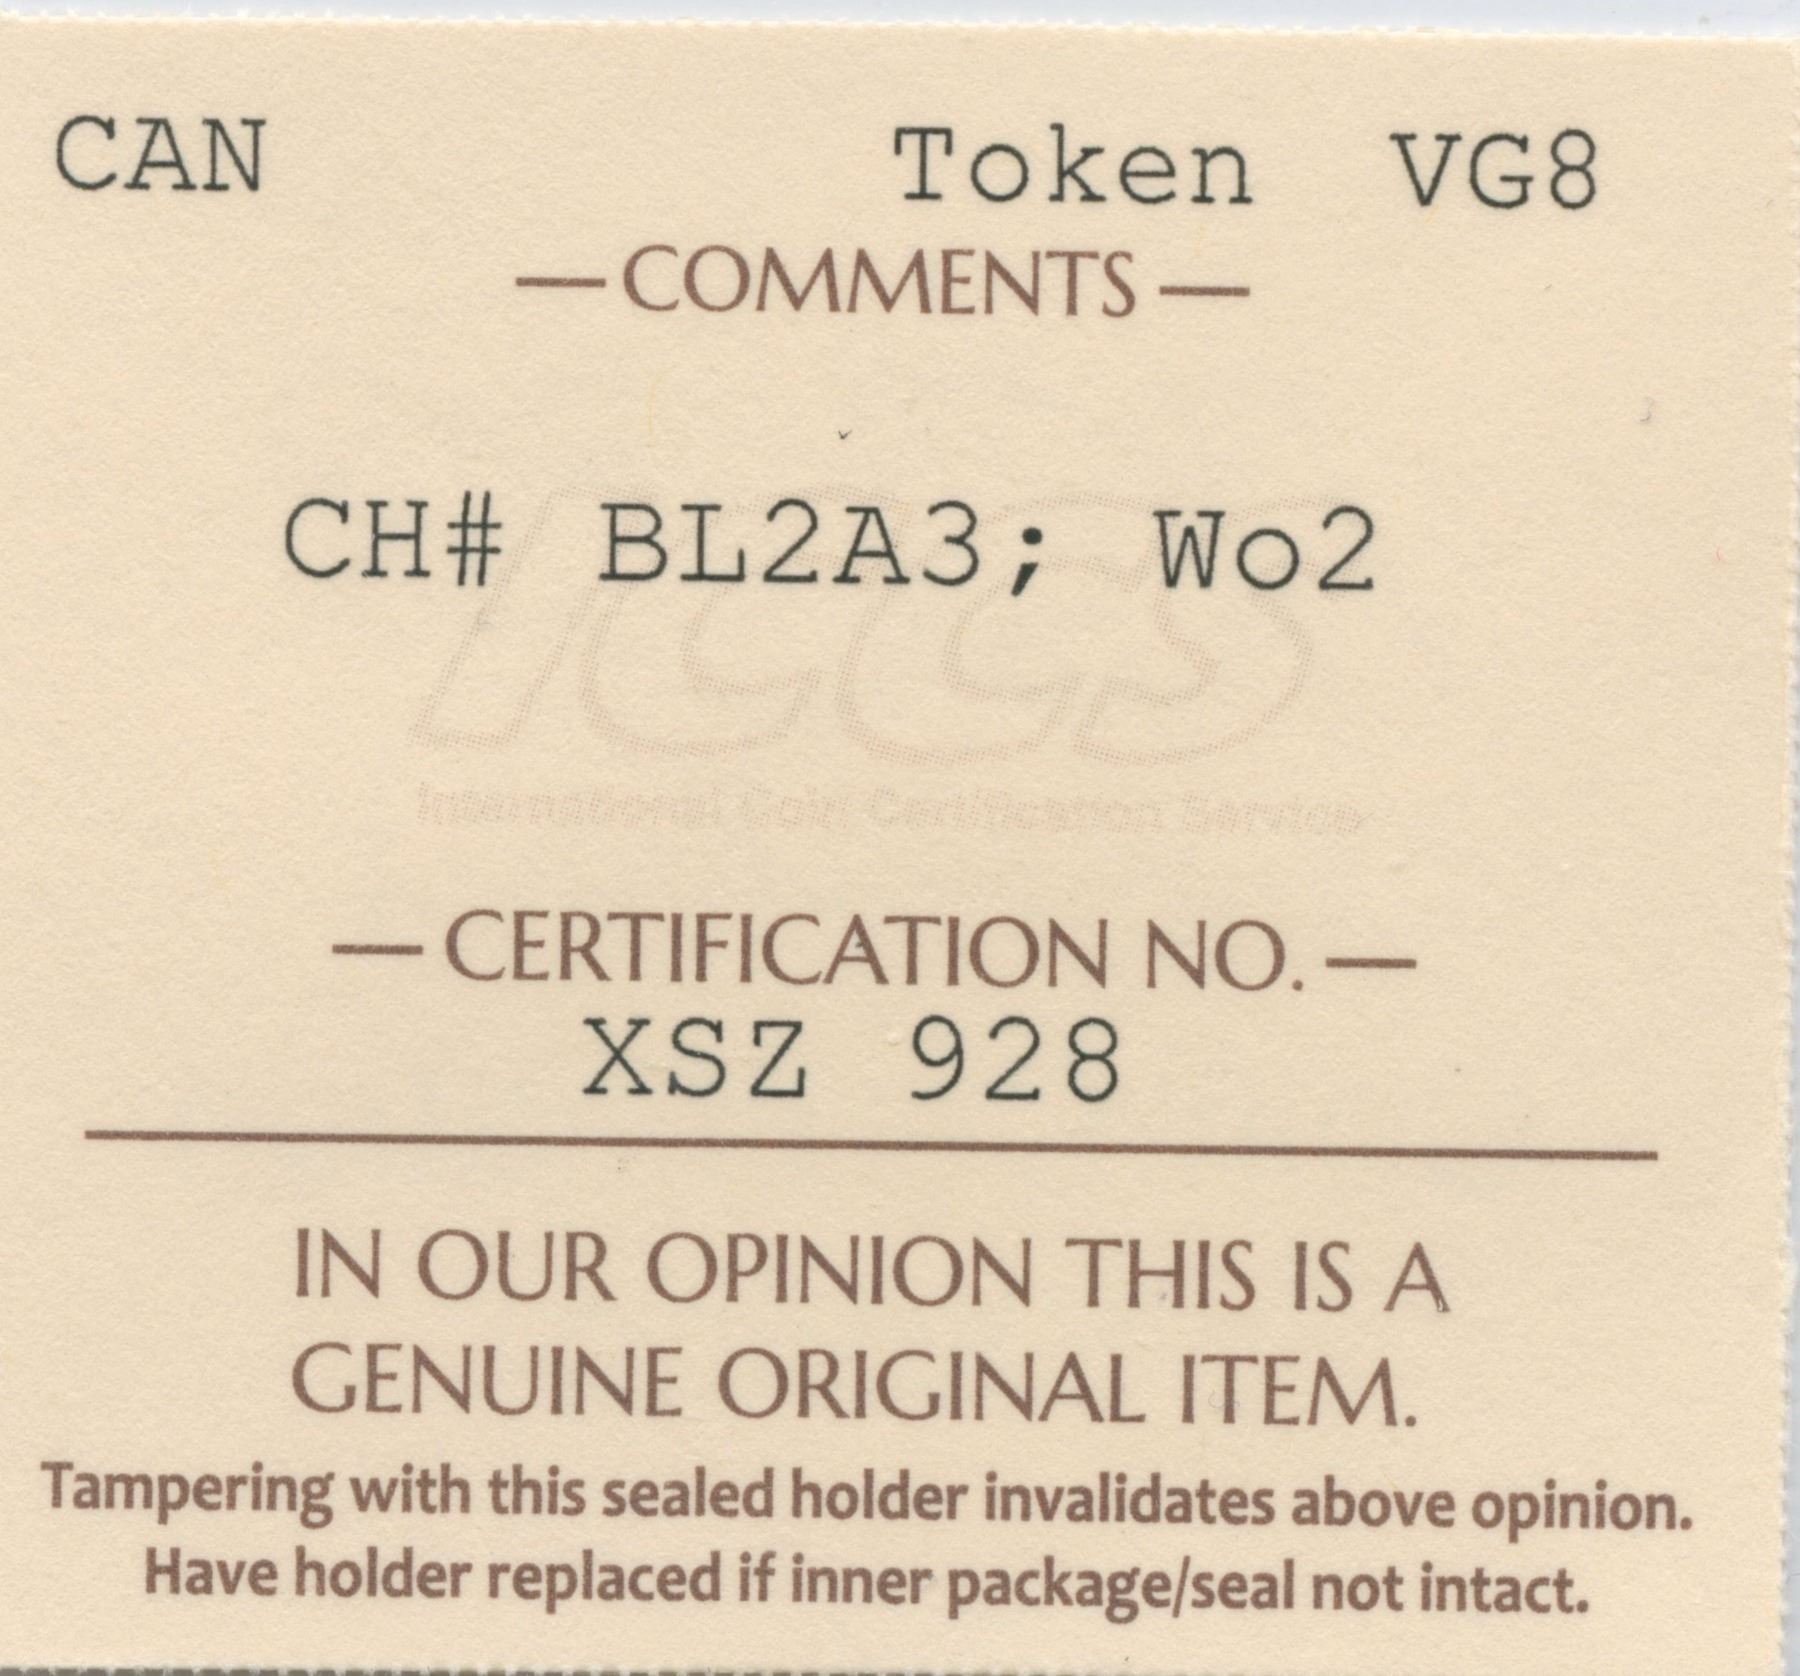 CAN Token VG8
— COMMENTS —
CH# BL2A3; Wo2
ICCS
International Coin Certification Service
— CERTIFICATION NO. —
XSZ 928
IN OUR OPINION THIS IS A
GENUINE ORIGINAL ITEM.
Tampering with this sealed holder invalidates above opinion.
Have holder replaced if inner package/seal not intact.